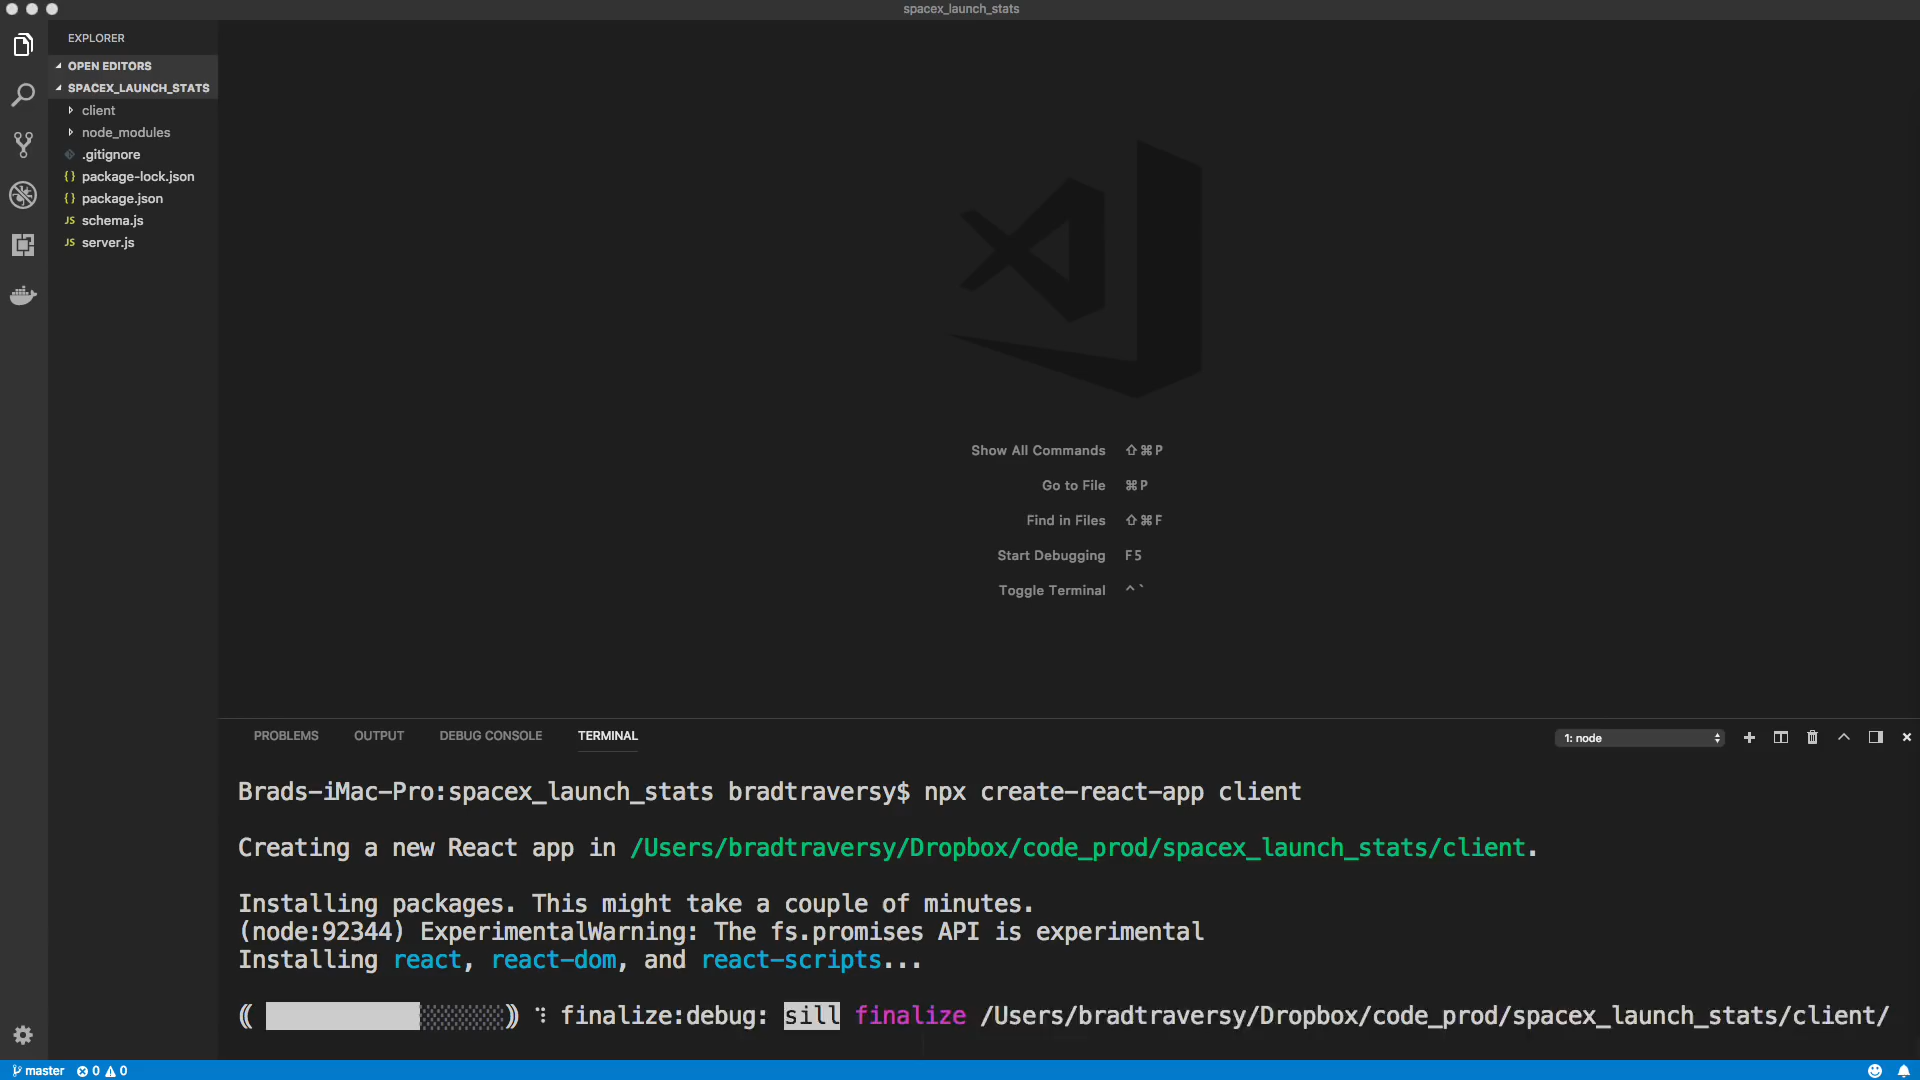 spacex_launch_stats
EXPLORER
OPEN EDITORS
SPACEX_LAUNCH_STATS
client
node_modules
.gitignore
{} package-lock.json
{} package.json
JS schema.js
JS server.js
Show All Commands ⇧⌘P
Go to File ⌘P
Find in Files ⇧⌘F
Start Debugging F5
Toggle Terminal ^`
PROBLEMS OUTPUT DEBUG CONSOLE TERMINAL
1: node
Brads-iMac-Pro:spacex_launch_stats bradtraversy$ npx create-react-app client
Creating a new React app in /Users/bradtraversy/Dropbox/code_prod/spacex_launch_stats/client.
Installing packages. This might take a couple of minutes.
(node:92344) ExperimentalWarning: The fs.promises API is experimental
Installing react, react-dom, and react-scripts...
⸨ ██████████░░░░░░⸩ ⠹ finalize:debug: sill finalize /Users/bradtraversy/Dropbox/code_prod/spacex_launch_stats/client/
master 0 0